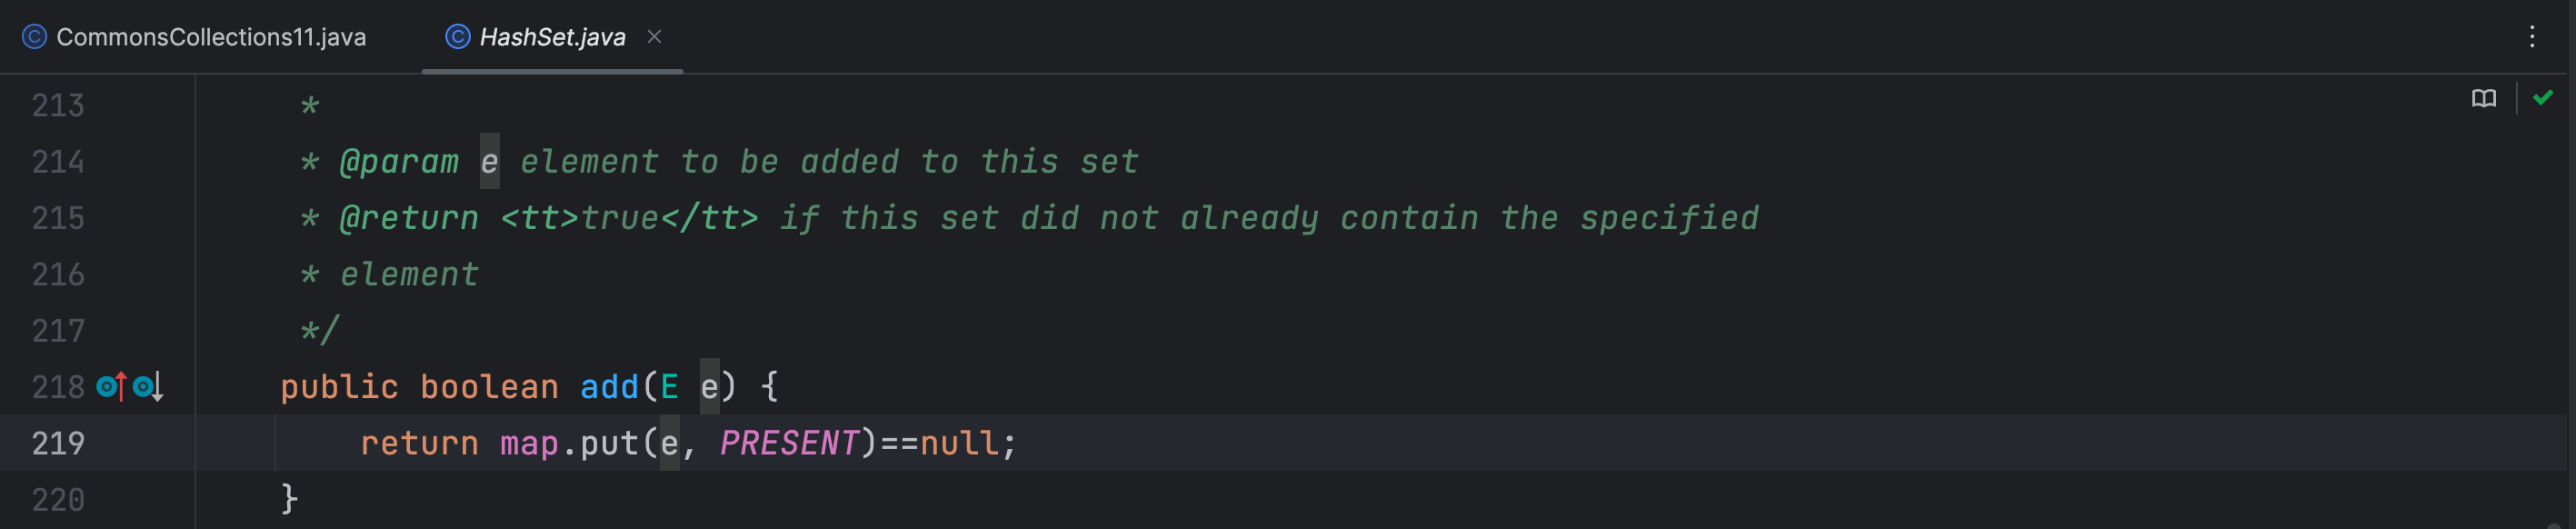 CommonsCollections11.java HashSet.java
213 *
214 * @param e element to be added to this set
215 * @return <tt>true</tt> if this set did not already contain the specified
216 * element
217 */
218 public boolean add(E e) {
219 return map.put(e, PRESENT)==null;
220 }